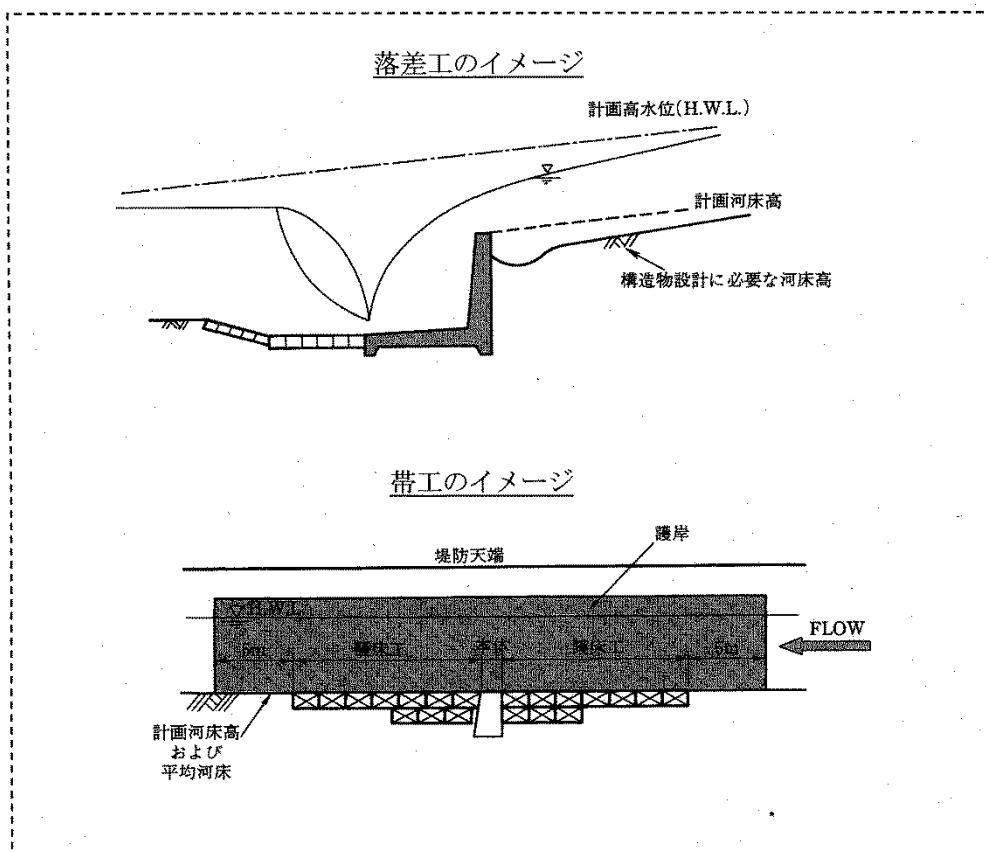 落差工のイメージ
計画高水位(H.W.L.)
計画河床高
構造物設計に必要な河床高
帯工のイメージ
護岸
堤防天端
H.W.L.
FLOW
5m
護床工
本体
護床工
5m
計画河床高
および
平均河床